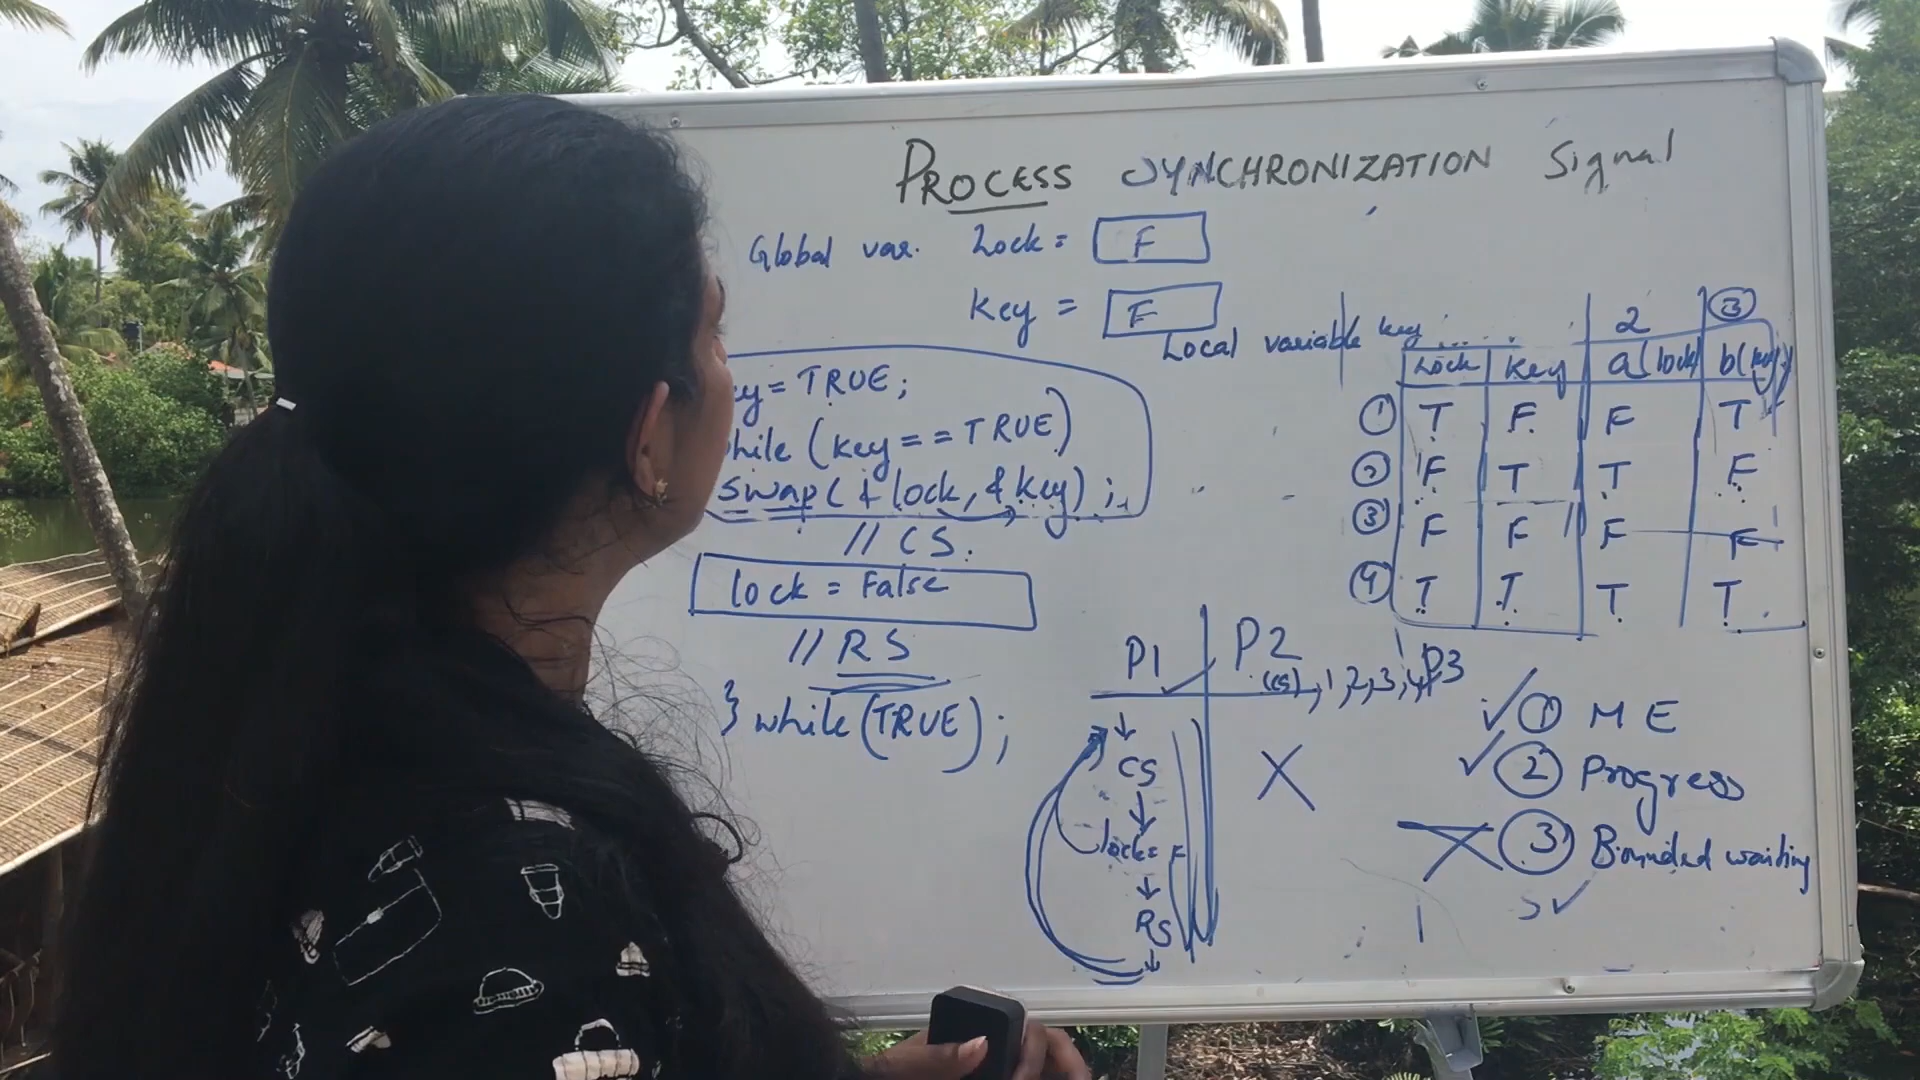 PROCESS SYNCHRONIZATION Signal
Global var. Lock = F
Key = F
Local variable key
ey = TRUE;
hile (key == TRUE)
swap( & lock, & key) ;
// CS.
lock = False
// RS
} while (TRUE) ;
2 ③
Lock Key a(lock b(key)
① T F F T
② F T T F
③ F F F F
④ T T T T
P1 P2 P3
(cs), 1, 2, 3, 4,
↓
CS
↓
lock= F
↓
RS
↓
X
✓ ① M E
✓ ② Progress
X ③ Bounded waiting